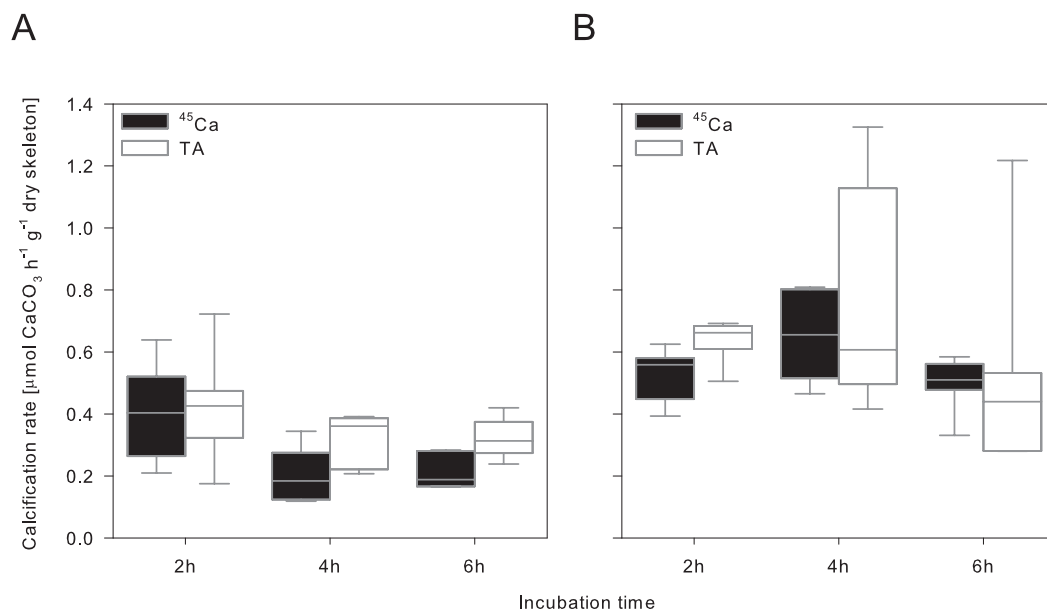 A
B
Calcification rate [μmol CaCO₃ h⁻¹ g⁻¹ dry skeleton]
1.4
1.2
1.0
0.8
0.6
0.4
0.2
0.0
⁴⁵Ca
TA
⁴⁵Ca
TA
2h 4h 6h
2h 4h 6h
Incubation time